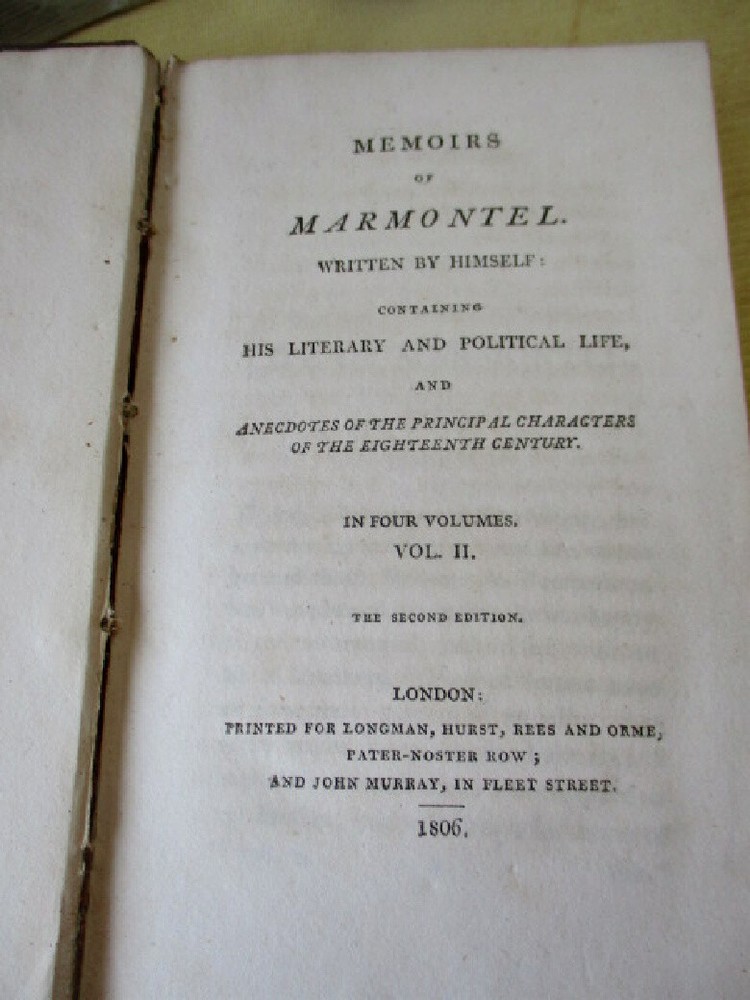 MEMOIRS
OF
MARMONTEL.
WRITTEN BY HIMSELF:
CONTAINING
HIS LITERARY AND POLITICAL LIFE,
AND
ANECDOTES OF THE PRINCIPAL CHARACTERS
OF THE EIGHTEENTH CENTURY.
IN FOUR VOLUMES.
VOL. II.
THE SECOND EDITION.
LONDON:
PRINTED FOR LONGMAN, HURST, REES AND ORME,
PATER-NOSTER ROW;
AND JOHN MURRAY, IN FLEET STREET.
1806.